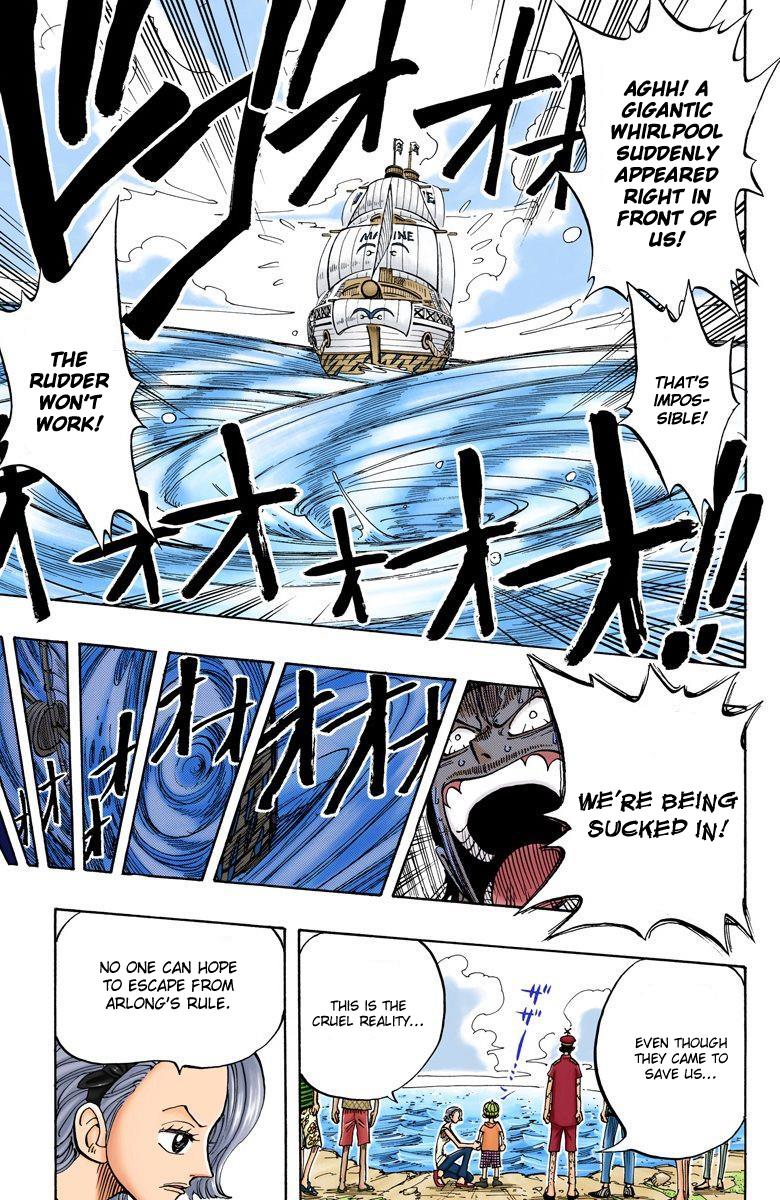 AGHH! A
GIGANTIC
WHIRLPOOL
SUDDENLY
APPEARED
RIGHT IN
FRONT OF
US!
THAT'S
IMPOS-
SIBLE!
MARINE
THE
RUDDER
WON'T
WORK!
ドオオオ
オオオオオオ!!
WE'RE BEING
SUCKED IN!
オオオオオオ
EVEN THOUGH
THEY CAME TO
SAVE US...
ザザ
THIS IS THE
CRUEL REALITY...
NO ONE CAN HOPE
TO ESCAPE FROM
ARLONG'S RULE.